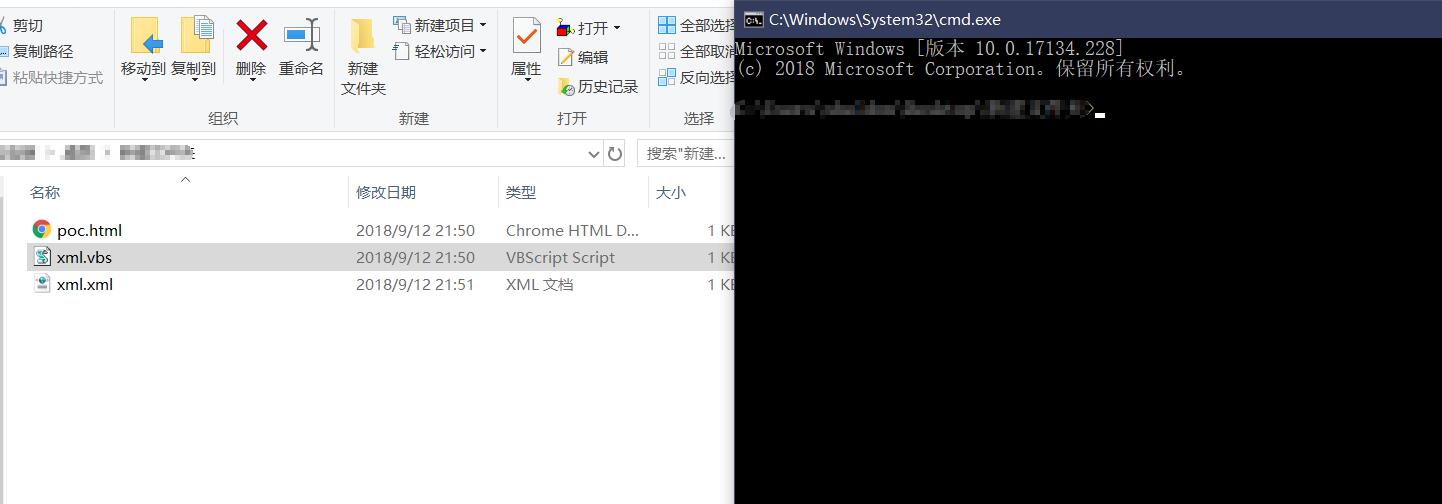 剪切
复制路径
粘贴快捷方式
移动到 复制到
删除 重命名
组织
新建
文件夹
新建项目
轻松访问
新建
属性
打开
编辑
历史记录
打开
全部选择
全部取消
反向选择
选择
搜索"新建...
名称 修改日期 类型 大小
poc.html 2018/9/12 21:50 Chrome HTML D... 1 KB
xml.vbs 2018/9/12 21:50 VBScript Script 1 KB
xml.xml 2018/9/12 21:51 XML 文档 1 KB
C:\Windows\System32\cmd.exe
Microsoft Windows [版本 10.0.17134.228]
(c) 2018 Microsoft Corporation。保留所有权利。
>